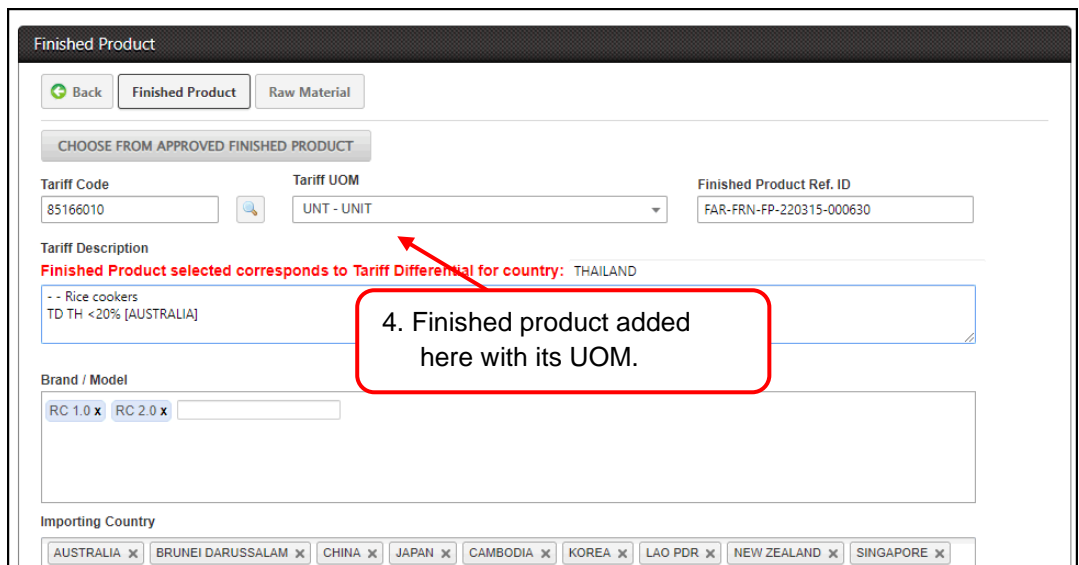 Finished Product
Back Finished Product Raw Material
CHOOSE FROM APPROVED FINISHED PRODUCT
Tariff Code Tariff UOM Finished Product Ref. ID
85166010 UNT - UNIT FAR-FRN-FP-220315-000630
Tariff Description
Finished Product selected corresponds to Tariff Differential for country: THAILAND
- - Rice cookers
TD TH <20% [AUSTRALIA]
4. Finished product added
here with its UOM.
Brand / Model
RC 1.0 x RC 2.0 x
Importing Country
AUSTRALIA x BRUNEI DARUSSALAM x CHINA x JAPAN x CAMBODIA x KOREA x LAO PDR x NEW ZEALAND x SINGAPORE x